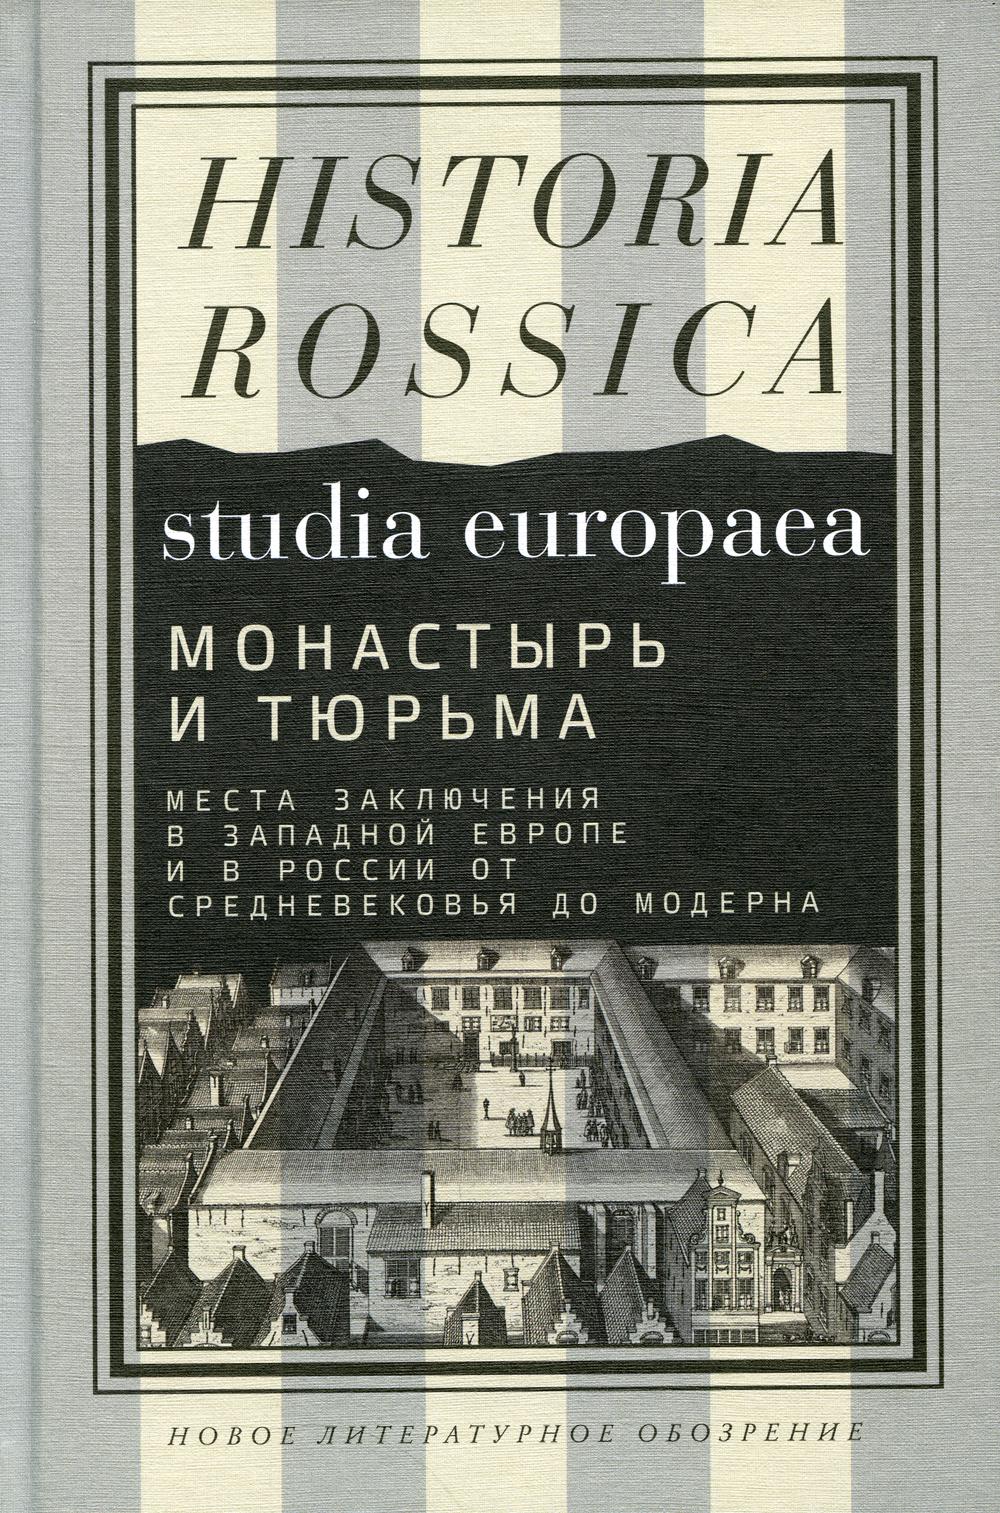 HISTORIA
ROSSICA
studia europaea
МОНАСТЫРЬ
И ТЮРЬМА
МЕСТА ЗАКЛЮЧЕНИЯ
В ЗАПАДНОЙ ЕВРОПЕ
И В РОССИИ ОТ
СРЕДНЕВЕКОВЬЯ ДО МОДЕРНА
НОВОЕ ЛИТЕРАТУРНОЕ ОБОЗРЕНИЕ